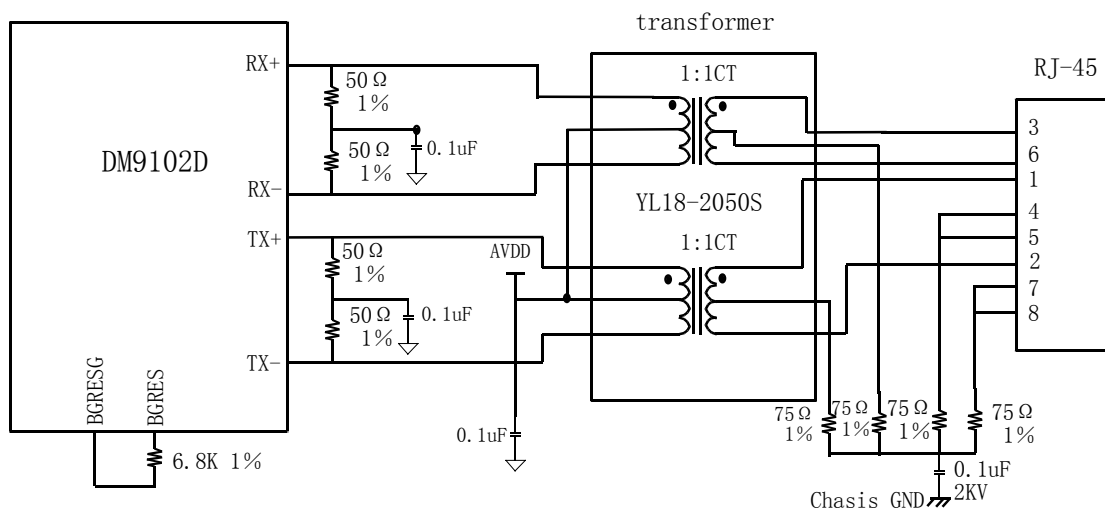 transformer
RX+
50Ω
1%
1:1CT
RJ-45
3
DM9102D
50Ω
1%
0.1uF
6
1
RX-
YL18-2050S
4
TX+
5
50Ω
1%
AVDD
1:1CT
2
7
50Ω
1%
0.1uF
8
TX-
BGRESG
BGRES
75Ω
1%
75Ω
1%
75Ω
1%
75Ω
1%
0.1uF
6.8K 1%
0.1uF
2KV
Chasis GND